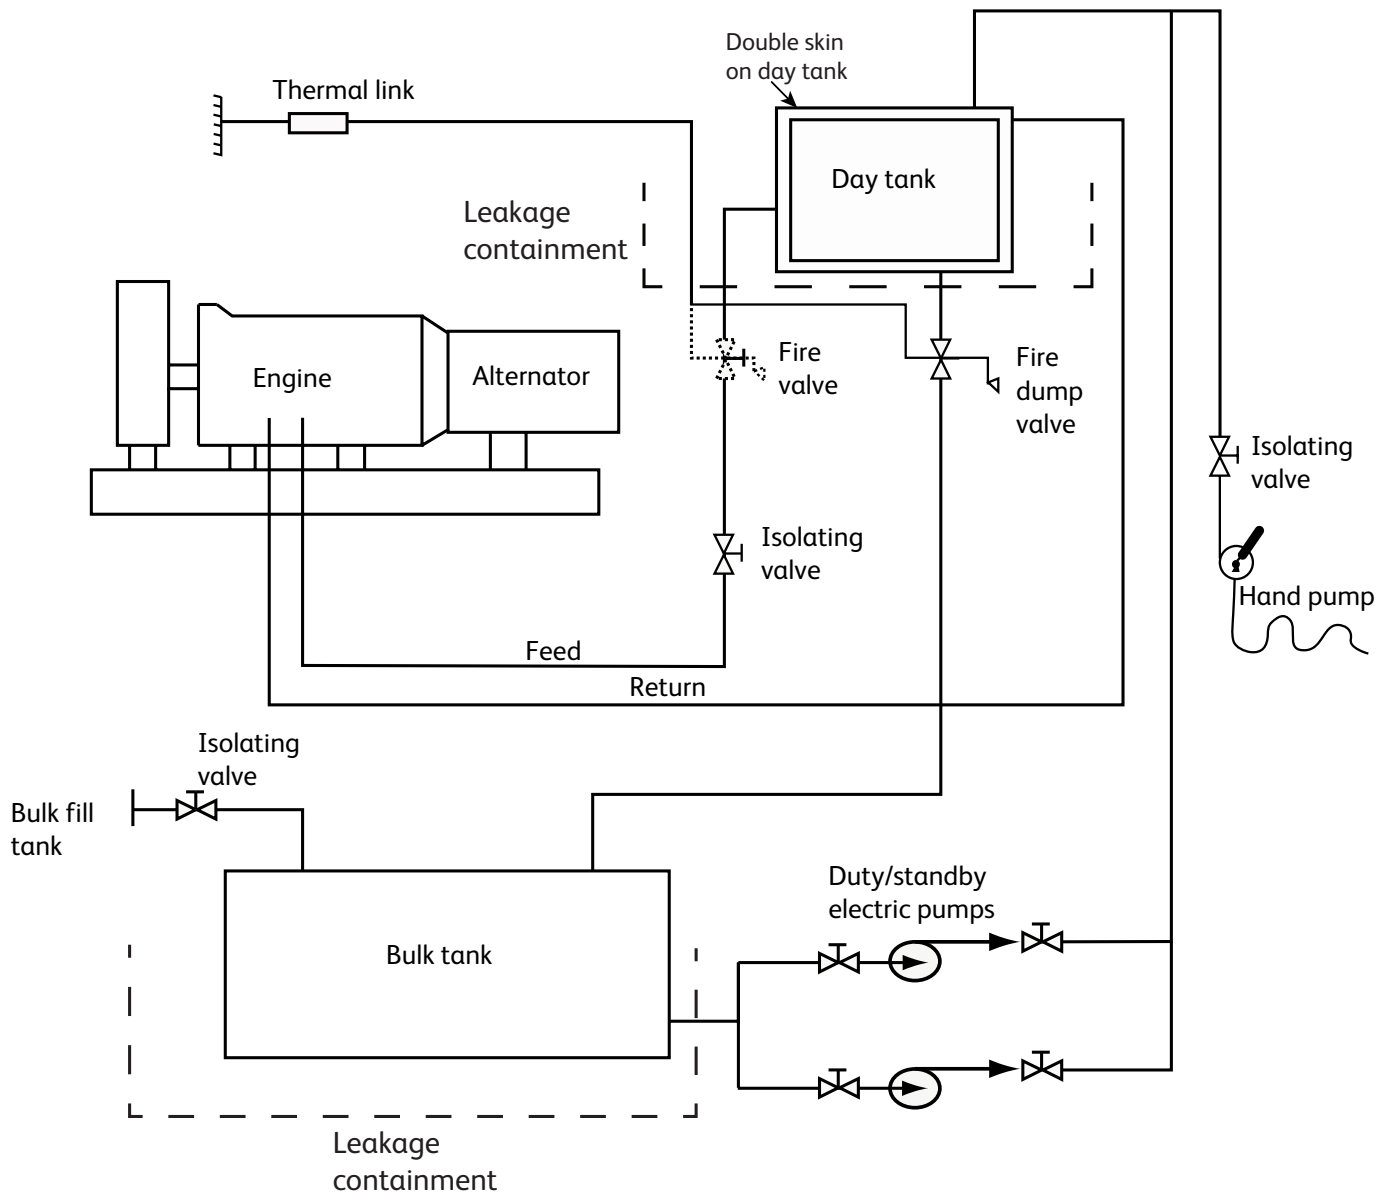 Double skin
on day tank
Thermal link
Day tank
Leakage
containment
Engine
Alternator
Fire
valve
Fire
dump
valve
Isolating
valve
Isolating
valve
Hand pump
Feed
Return
Isolating
valve
Bulk fill
tank
Duty/standby
electric pumps
Bulk tank
Leakage
containment